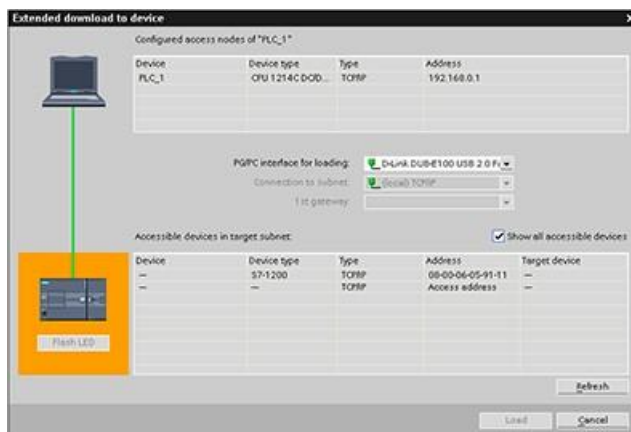 Extended download to device
Configured access nodes of "PLC_1"
Device Device type Type Address
PLC_1 CPU 1214C DC/D... TCP/IP 192.168.0.1
PG/PC interface for loading: D-Link DUB-E100 USB 2.0 Fa
Connection to subnet: (local) TCP/IP
1st gateway:
Accessible devices in target subnet: Show all accessible devices
Device Device type Type Address Target device
— S7-1200 TCP/IP 08-00-06-05-91-11 —
— — TCP/IP Access address —
Flash LED
Refresh
Load Cancel